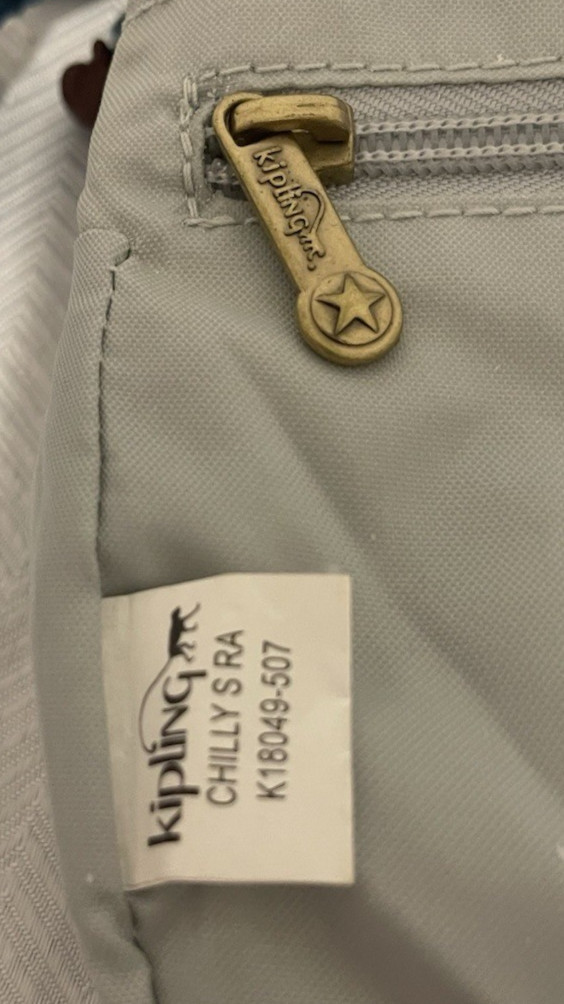 kipling
kipling
CHILLY S RA
K18049-507